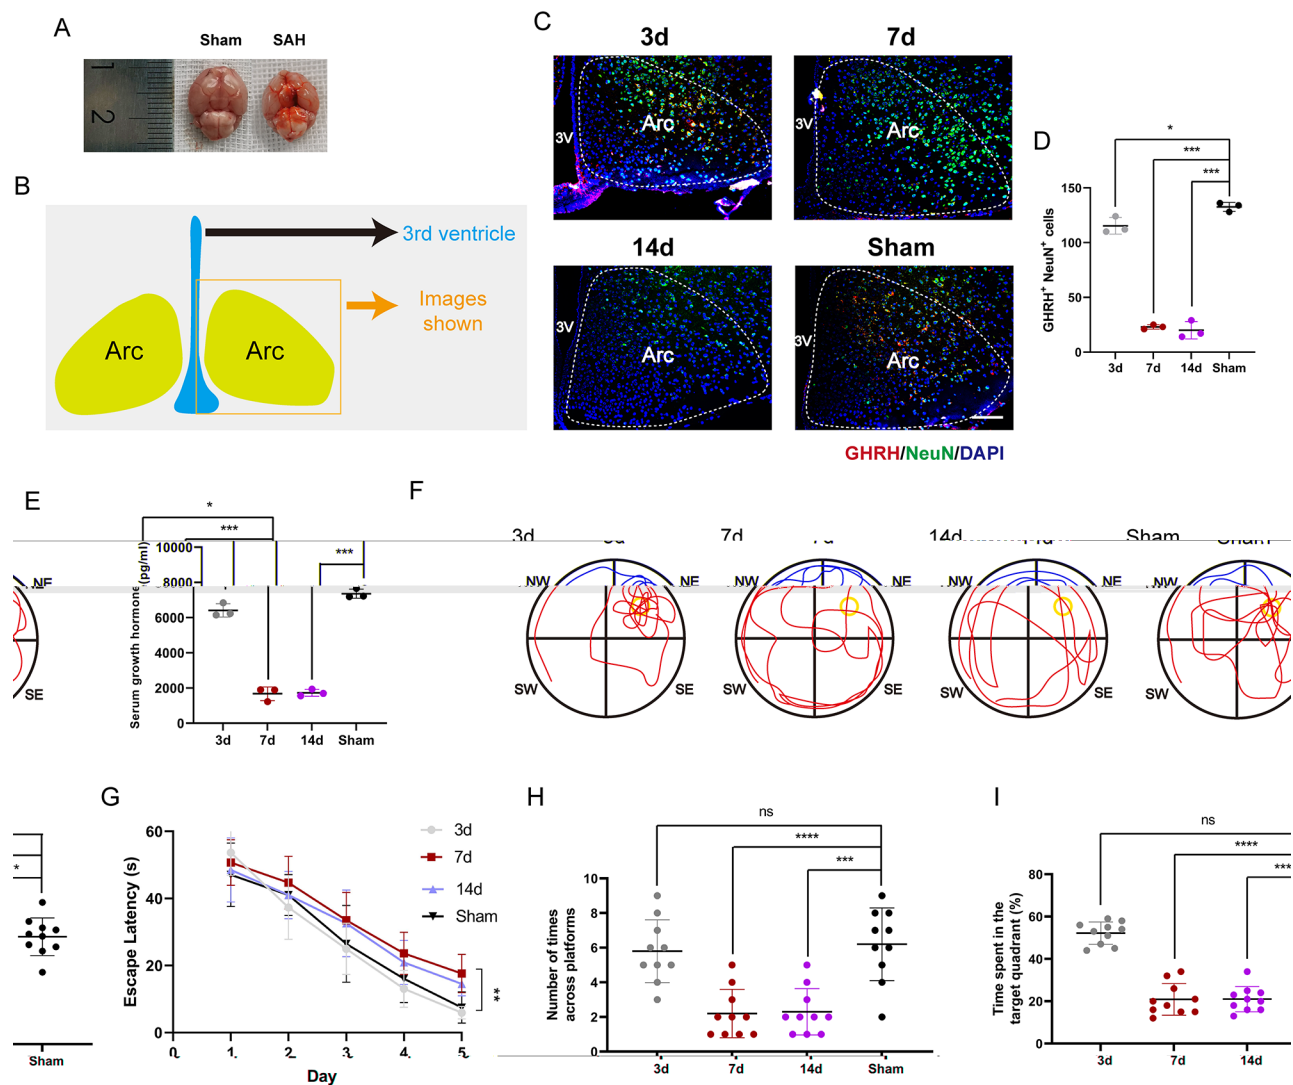 A
Sham
SAH
1
2
B
3rd ventricle
Images
shown
Arc
Arc
C
3d
7d
3V
Arc
3V
Arc
14d
Sham
3V
Arc
3V
Arc
GHRH/NeuN/DAPI
D
*
***
***
GHRH+ NeuN+ cells
150
100
50
0
3d
7d
14d
Sham
E
*
***
***
Serum growth hormone
(pg/ml)
10000
8000
6000
4000
2000
0
3d
7d
14d
Sham
F
3d
7d
14d
Sham
NE
SE
NW
NE
SW
SE
NW
NE
SW
SE
NW
NE
SW
SE
NW
SW
*
Sham
G
Escape Latency (s)
60
40
20
0
0
1
2
3
4
5
Day
3d
7d
14d
Sham
**
H
ns
****
***
Number of times
across platforms
10
8
6
4
2
0
3d
7d
14d
Sham
I
ns
****
***
Time spent in the
target quadrant (%)
80
60
40
20
0
3d
7d
14d